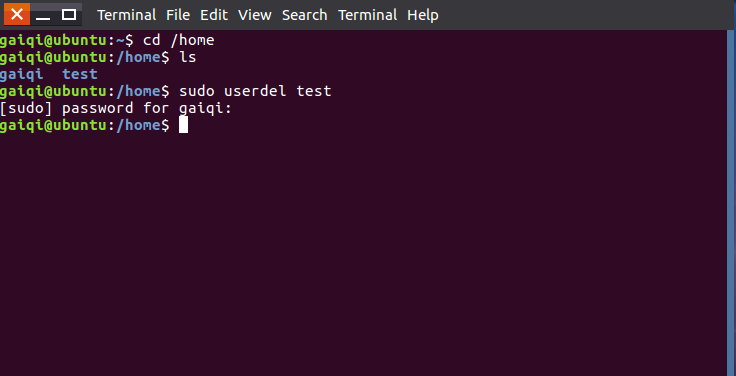 Terminal File Edit View Search Terminal Help
gaiqi@ubuntu:~$ cd /home
gaiqi@ubuntu:/home$ ls
gaiqi  test
gaiqi@ubuntu:/home$ sudo userdel test
[sudo] password for gaiqi:
gaiqi@ubuntu:/home$